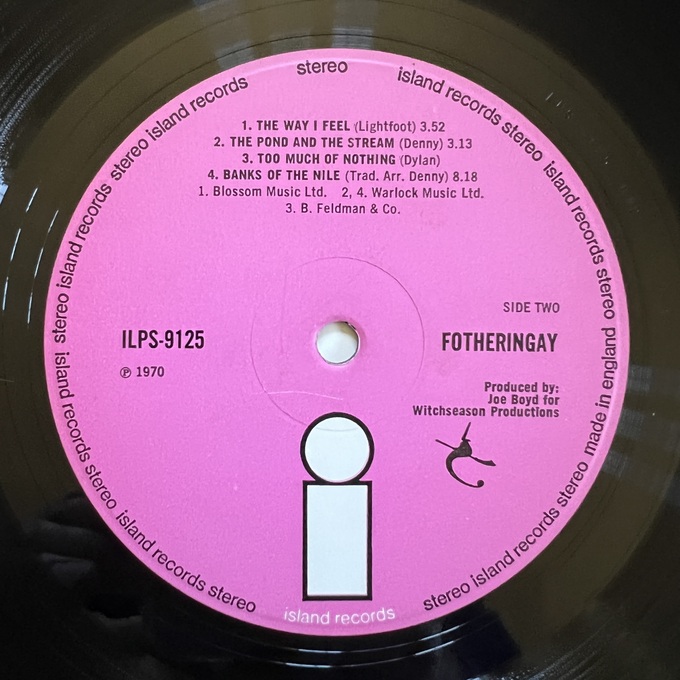 stereo
island records stereo island records stereo made in england
stereo island records stereo island records stereo island records stereo island records
stereo island records stereo
1. THE WAY I FEEL (Lightfoot) 3.52
2. THE POND AND THE STREAM (Denny) 3.13
3. TOO MUCH OF NOTHING (Dylan)
4. BANKS OF THE NILE (Trad. Arr. Denny) 8.18
1. Blossom Music Ltd. 2, 4. Warlock Music Ltd.
3. B. Feldman & Co.
SIDE TWO
ILPS-9125
FOTHERINGAY
℗ 1970
Produced by:
Joe Boyd for
Witchseason Productions
i
island records